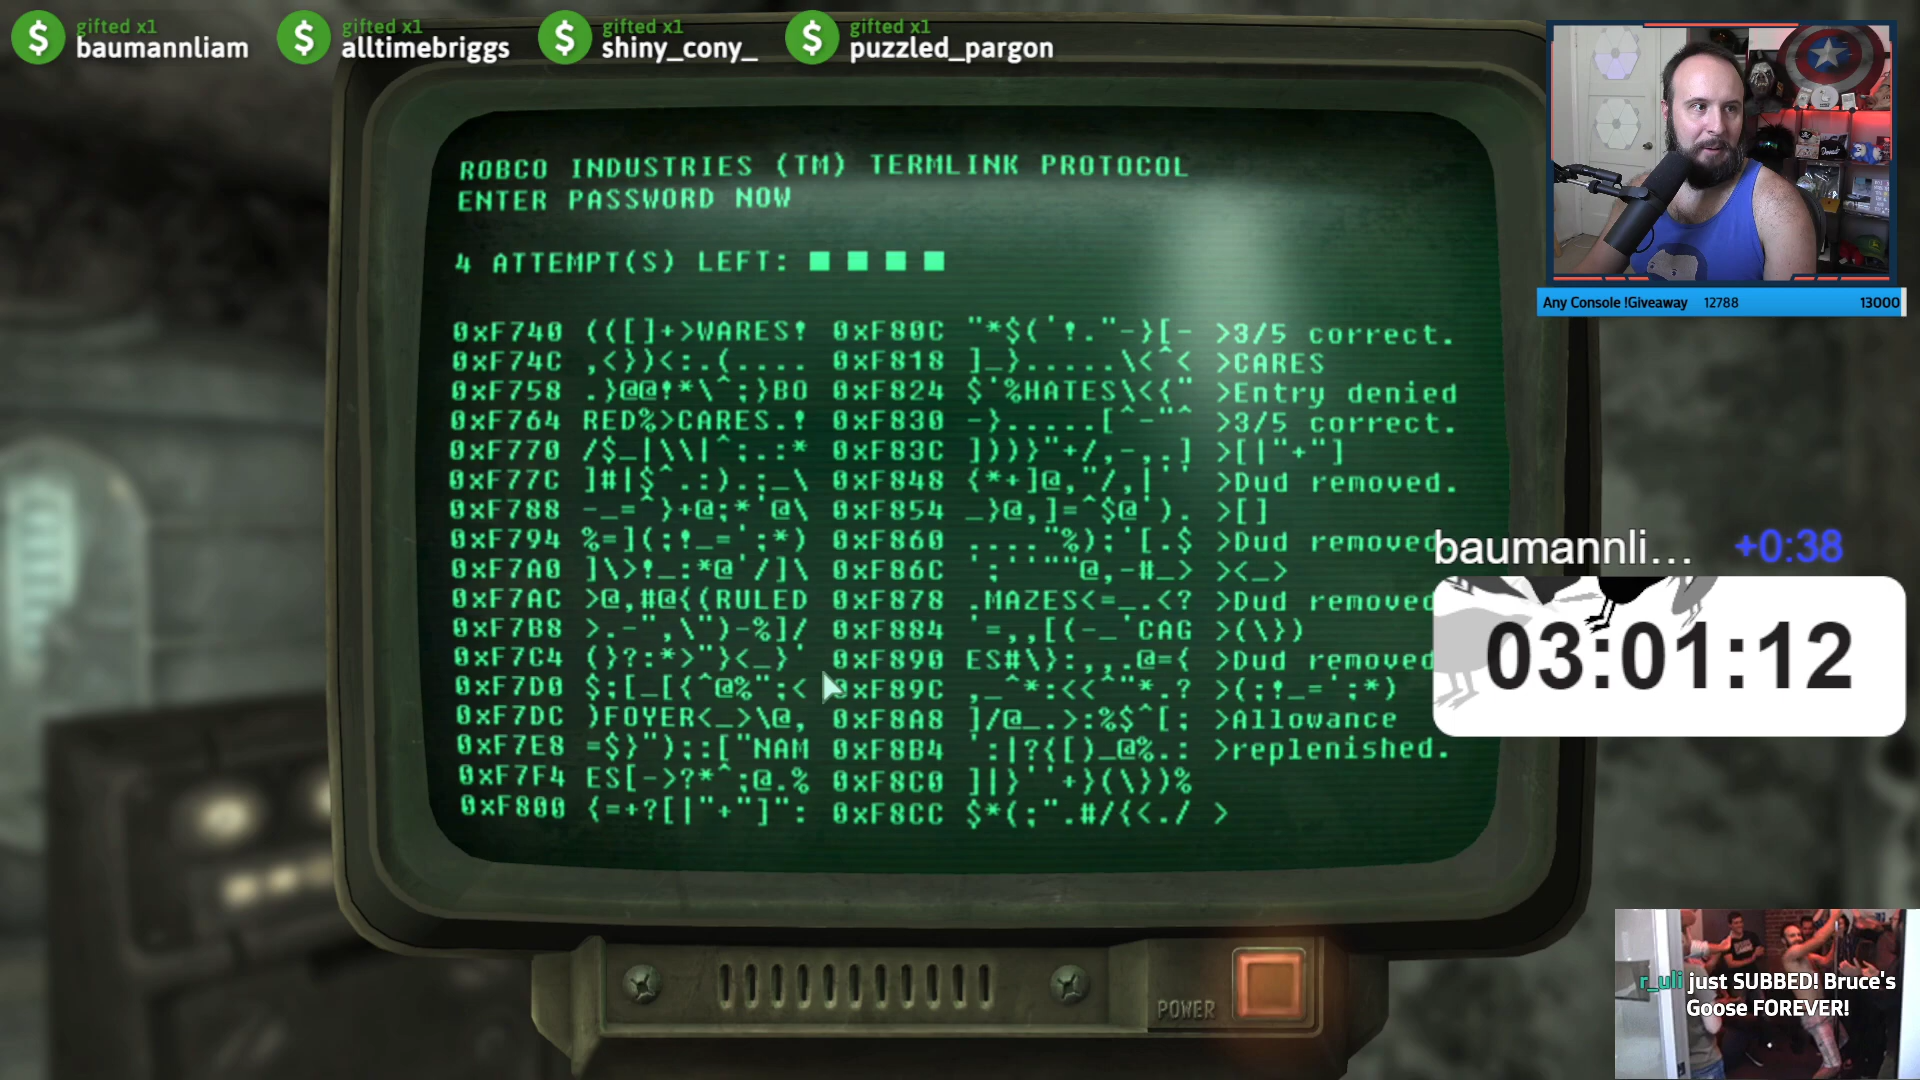 gifted x1
baumannliam
gifted x1
alltimebriggs
gifted x1
shiny_cony_
gifted x1
puzzled_pargon
ROBCO INDUSTRIES (TM) TERMLINK PROTOCOL
ENTER PASSWORD NOW
4 ATTEMPT(S) LEFT: ■ ■ ■ ■
0xF740 (([]+>WARES! 0xF80C "*$('!."-}[- >3/5 correct.
0xF74C ,<})<:.(.... 0xF818 ]_}.....\<^< >CARES
0xF758 .}@@!*\^;}BO 0xF824 $'%HATES\<{" >Entry denied
0xF764 RED%>CARES.! 0xF830 -}.....[^-"^ >3/5 correct.
0xF770 /$_|\\|^;.:* 0xF83C ]))}"+/,-,.] >[|"+"]
0xF77C ]#|$^.:).;_\ 0xF848 {*+]@,"/,|'' >Dud removed.
0xF788 -_=^}+@;*'@\ 0xF854 _}@,]=^$@'). >[]
0xF794 %=](;!_=';*) 0xF860 ....."%);'[.$ >Dud removed
0xF7A0 ]\>!_:*@'/]\ 0xF86C ';'`""@,-#_> ><_>
0xF7AC >@,#@{(RULED 0xF878 .MAZES<=_.<? >Dud removed
0xF7B8 >.-",\")-%]/ 0xF884 '=,,[(-_'CAG >(\})
0xF7C4 (}?:*>"}<_}' 0xF890 ES#\}:,,.@={ >Dud removed
0xF7D0 $;[_[{^@%";< 0xF89C ,_^*:<<^"*.? >(;!_=';*)
0xF7DC )FOYER<_>\@, 0xF8A8 ]/@_.>:%$^[; >Allowance
0xF7E8 =$}");:["NAM 0xF8B4 ':|?{[)_@%.: >replenished.
0xF7F4 ES[->?*^;@.% 0xF8C0 ]|}''+}(\})%
0xF800 {=+?[|"+"]": 0xF8CC $*(;".#/{<./ >
POWER
Any Console !Giveaway 12788 13000
baumannli... +0:38
03:01:12
r_uli just SUBBED! Bruce's
Goose FOREVER!